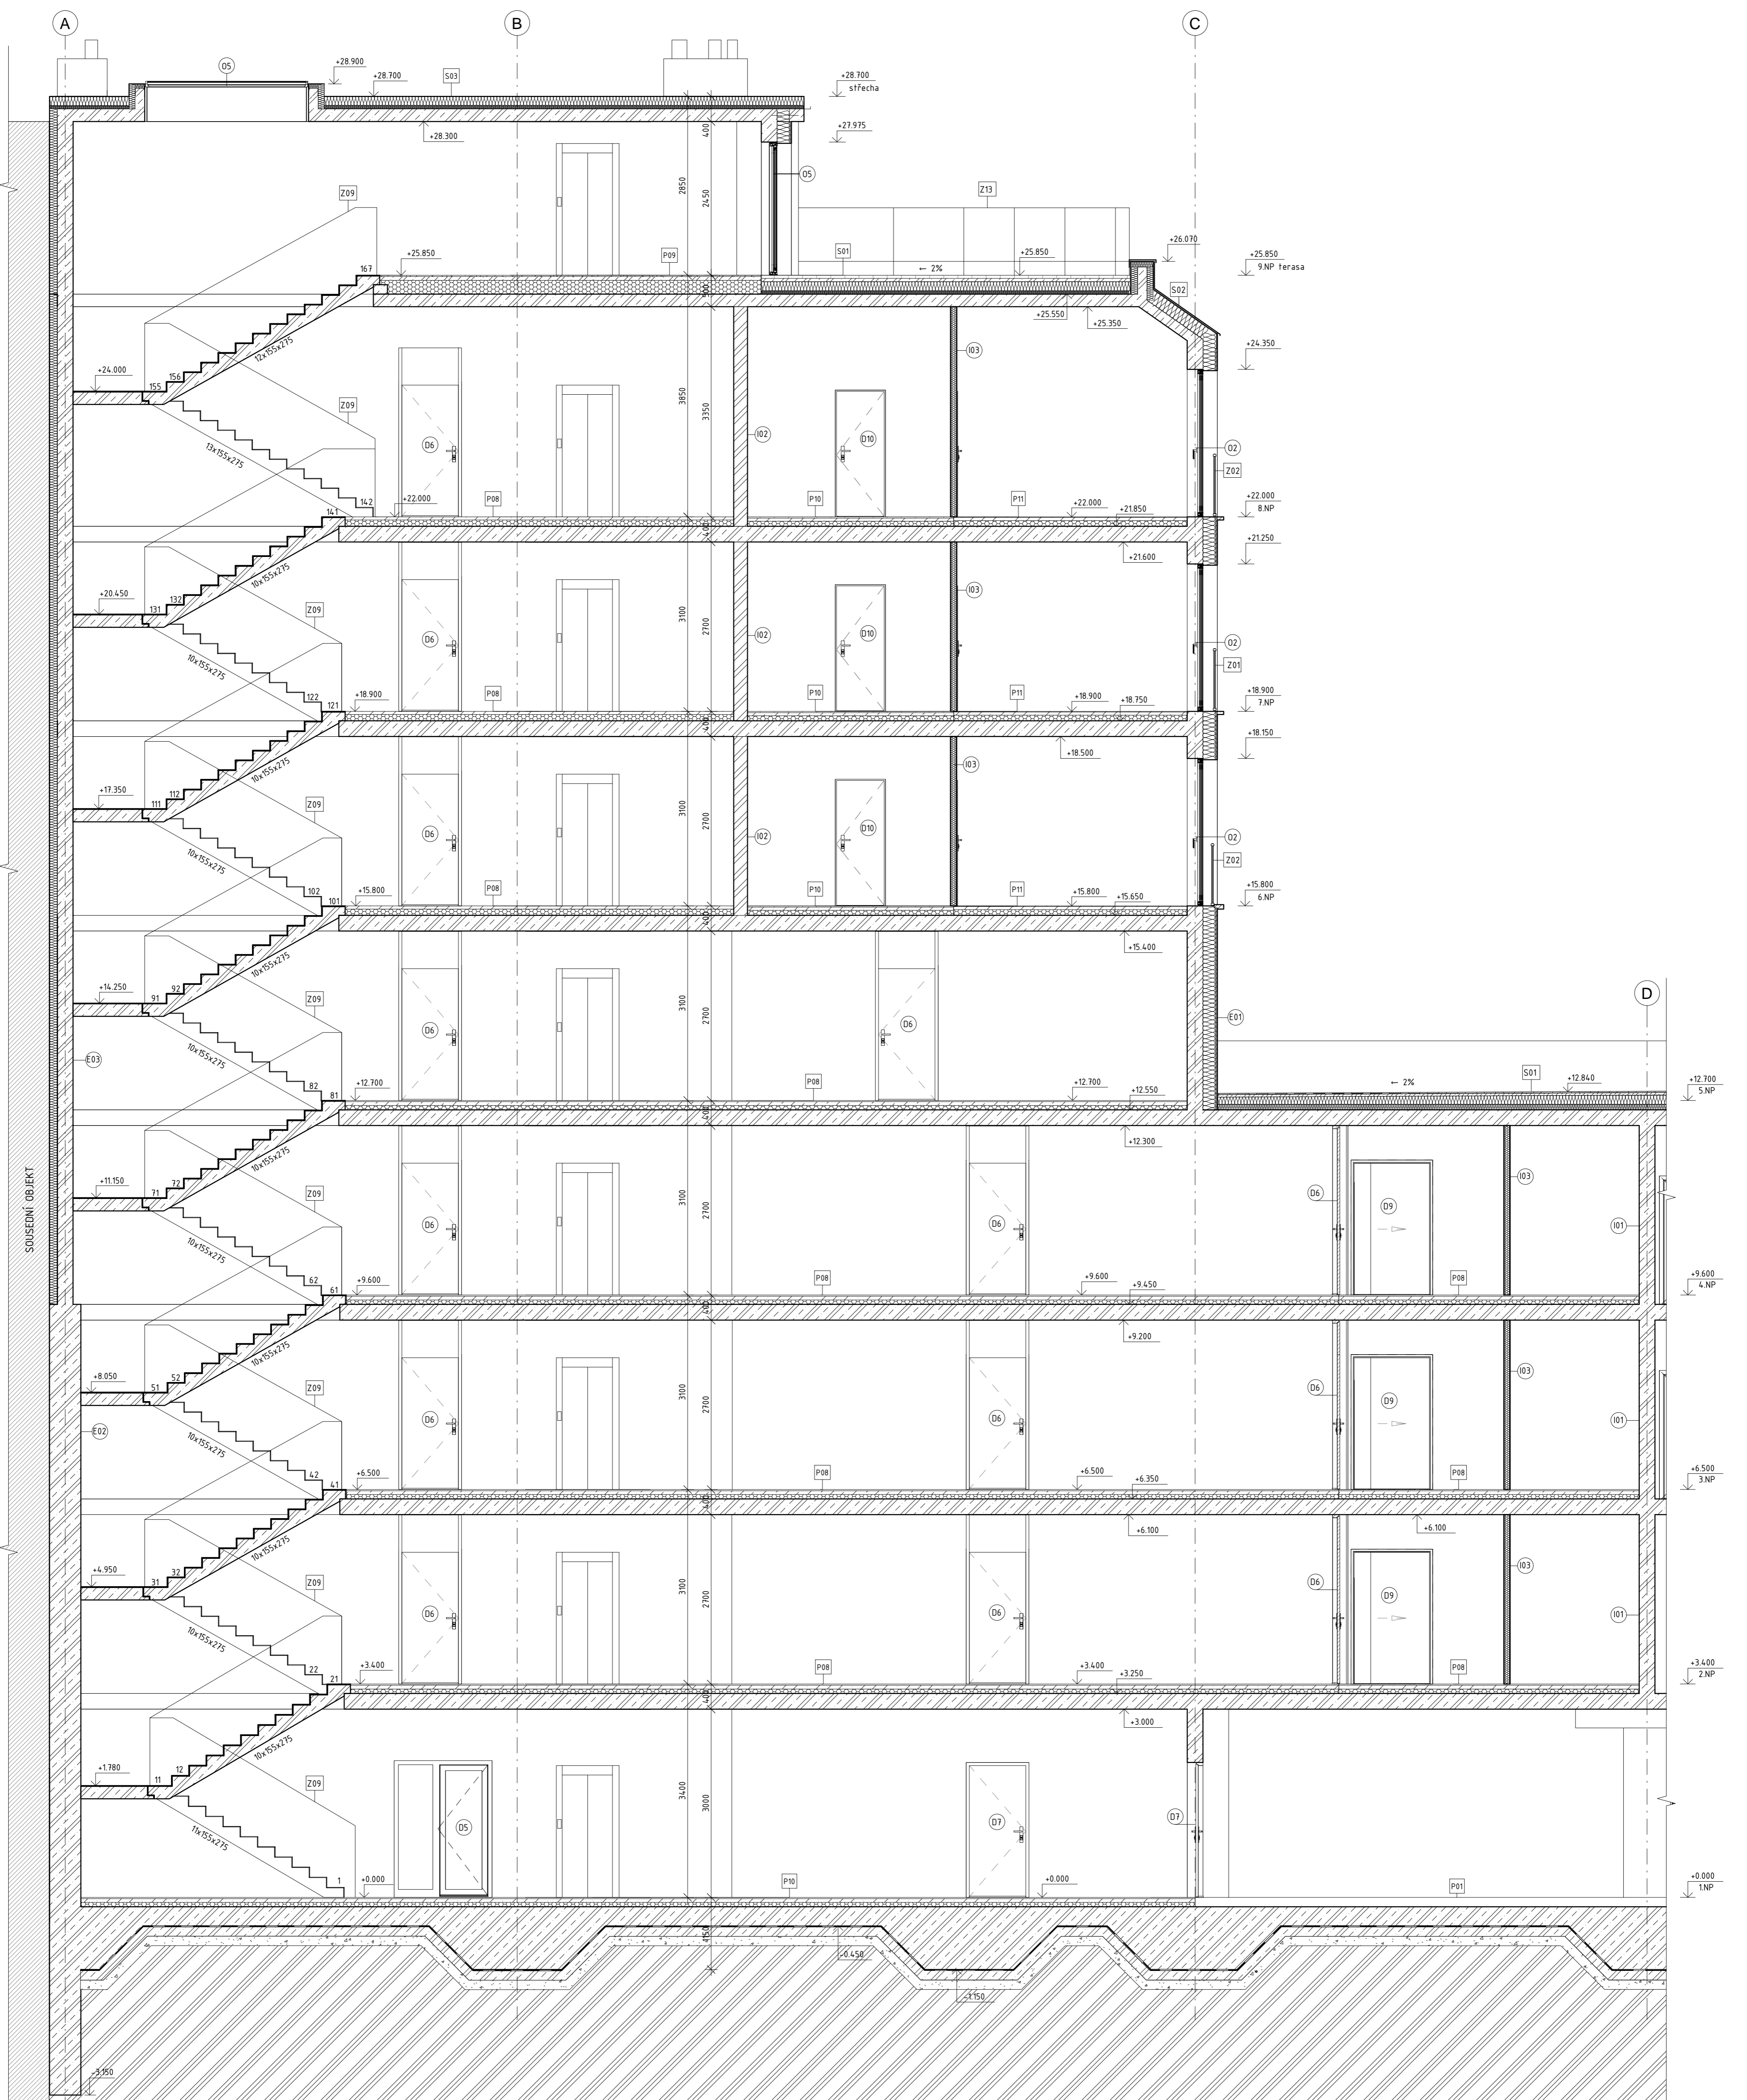 A
B
C
O5
+28.900
+28.700
S03
+28.700
střecha
+28.300
400
+27.975
Z09
2850
2450
O5
Z13
+26.070
167
+25.850
P09
S01
← 2%
+25.850
+25.850
9.NP terasa
500
S02
+25.550
+25.350
12x155x275
I03
+24.350
+24.000
155
156
Z09
3850
3350
13x155x275
D6
I02
D10
O2
Z02
142
+22.000
P08
P10
P11
+22.000
+21.850
+22.000
8.NP
141
400
+21.600
+21.250
10x155x275
I03
+20.450
131
132
Z09
3100
2700
10x155x275
D6
I02
D10
O2
Z01
122
+18.900
P08
P10
P11
+18.900
+18.750
+18.900
7.NP
121
400
+18.500
+18.150
10x155x275
I03
+17.350
111
112
Z09
3100
2700
10x155x275
D6
I02
D10
O2
Z02
102
+15.800
P08
P10
P11
+15.800
+15.650
+15.800
6.NP
101
400
+15.400
10x155x275
+14.250
91
92
Z09
3100
2700
D
E03
10x155x275
D6
D6
E01
82
+12.700
P08
+12.700
+12.550
← 2%
S01
+12.840
+12.700
5.NP
81
400
+12.300
10x155x275
SOUSEDNÍ OBJEKT
+11.150
71
72
Z09
3100
2700
10x155x275
D6
D6
D6
D9
I03
I01
62
+9.600
P08
+9.600
+9.450
P08
+9.600
4.NP
61
400
+9.200
10x155x275
+8.050
51
52
Z09
3100
2700
E02
10x155x275
D6
D6
D6
D9
I03
I01
42
+6.500
P08
+6.500
+6.350
P08
+6.500
3.NP
41
400
+6.100
+6.100
10x155x275
+4.950
31
32
Z09
3100
2700
10x155x275
D6
D6
D6
D9
I03
I01
22
+3.400
P08
+3.400
+3.250
P08
+3.400
2.NP
21
400
+3.000
10x155x275
+1.780
11
12
Z09
3400
3000
11x155x275
D5
D7
D7
1
+0.000
P10
+0.000
P01
+0.000
1.NP
-0.450
-1.150
-3.150